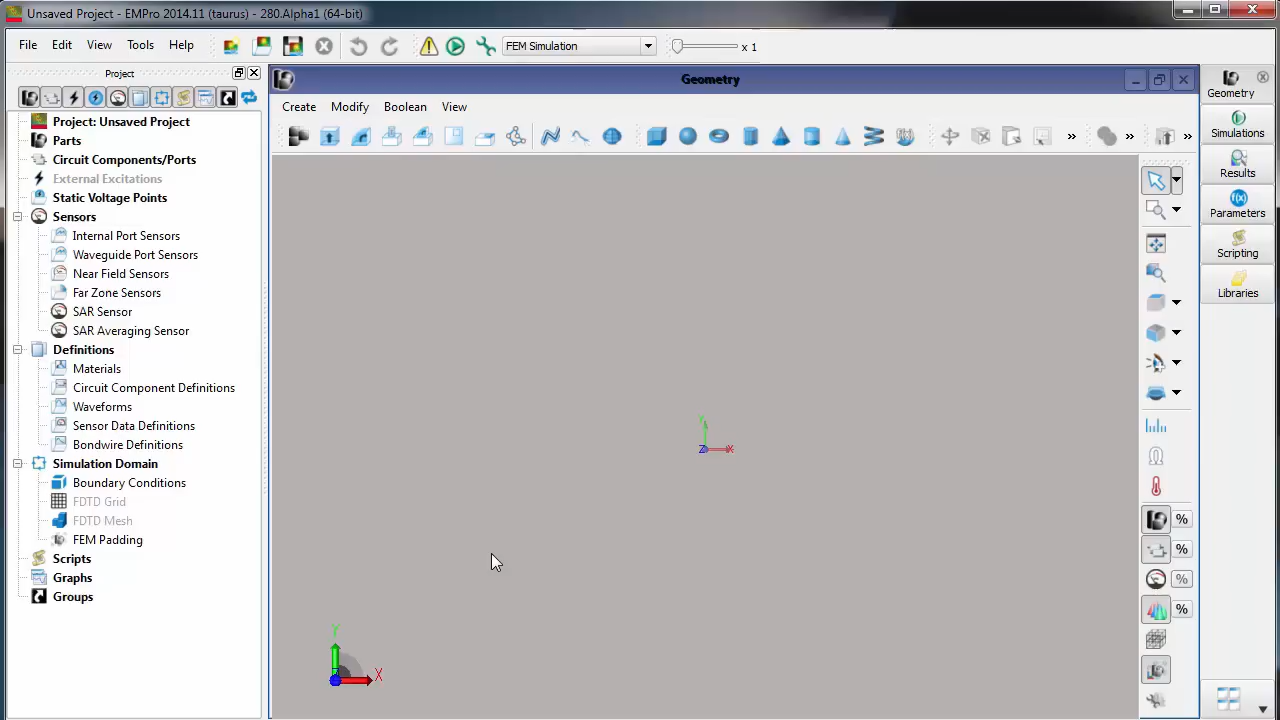 Unsaved Project - EMPro 2014.11 (taurus) - 280.Alpha1 (64-bit)
File Edit View Tools Help
FEM Simulation
x 1
Project
Project: Unsaved Project
Parts
Circuit Components/Ports
External Excitations
Static Voltage Points
Sensors
Internal Port Sensors
Waveguide Port Sensors
Near Field Sensors
Far Zone Sensors
SAR Sensor
SAR Averaging Sensor
Definitions
Materials
Circuit Component Definitions
Waveforms
Sensor Data Definitions
Bondwire Definitions
Simulation Domain
Boundary Conditions
FDTD Grid
FDTD Mesh
FEM Padding
Scripts
Graphs
Groups
Geometry
Create Modify Boolean View
Y
Z X
Y
Z X
%
%
%
%
Geometry
Simulations
Results
f(x)
Parameters
Scripting
Libraries